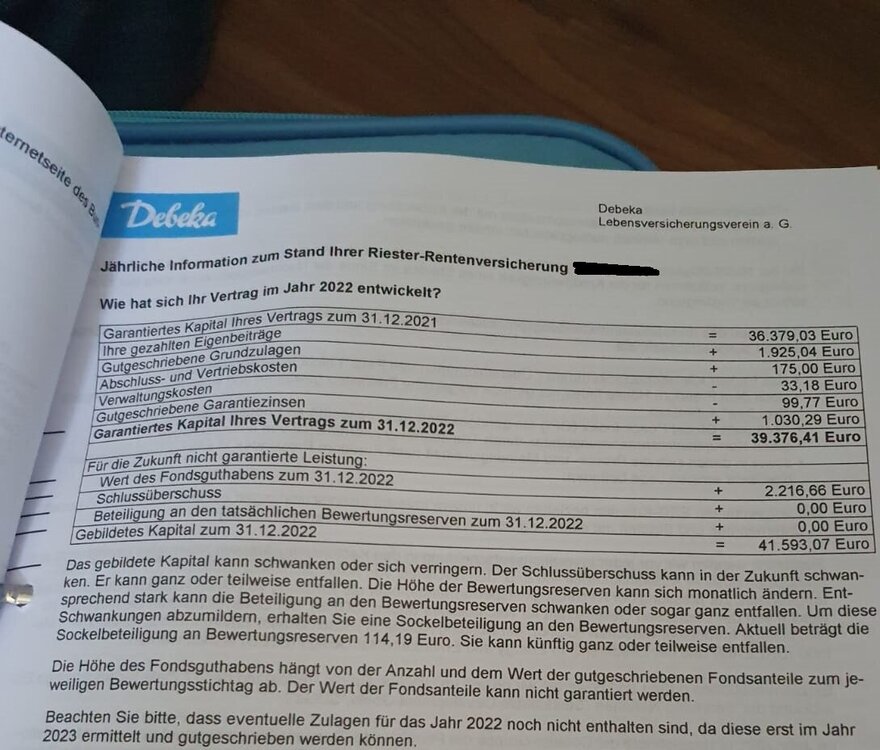 ternetseite des
Debeka
Debeka
Lebensversicherungsverein a. G.
Jährliche Information zum Stand Ihrer Riester-Rentenversicherung
Wie hat sich Ihr Vertrag im Jahr 2022 entwickelt?
Garantiertes Kapital Ihres Vertrags zum 31.12.2021 = 36.379,03 Euro
Ihre gezahlten Eigenbeiträge + 1.925,04 Euro
Gutgeschriebene Grundzulagen + 175,00 Euro
Abschluss- und Vertriebskosten - 33,18 Euro
Verwaltungskosten - 99,77 Euro
Gutgeschriebene Garantiezinsen + 1.030,29 Euro
Garantiertes Kapital Ihres Vertrags zum 31.12.2022 = 39.376,41 Euro
Für die Zukunft nicht garantierte Leistung:
Wert des Fondsguthabens zum 31.12.2022 + 2.216,66 Euro
Schlussüberschuss + 0,00 Euro
Beteiligung an den tatsächlichen Bewertungsreserven zum 31.12.2022 + 0,00 Euro
Gebildetes Kapital zum 31.12.2022 = 41.593,07 Euro
Das gebildete Kapital kann schwanken oder sich verringern. Der Schlussüberschuss kann in der Zukunft schwan-
ken. Er kann ganz oder teilweise entfallen. Die Höhe der Bewertungsreserven kann sich monatlich ändern. Ent-
sprechend stark kann die Beteiligung an den Bewertungsreserven schwanken oder sogar ganz entfallen. Um diese
Schwankungen abzumildern, erhalten Sie eine Sockelbeteiligung an den Bewertungsreserven. Aktuell beträgt die
Sockelbeteiligung an Bewertungsreserven 114,19 Euro. Sie kann künftig ganz oder teilweise entfallen.
Die Höhe des Fondsguthabens hängt von der Anzahl und dem Wert der gutgeschriebenen Fondsanteile zum je-
weiligen Bewertungsstichtag ab. Der Wert der Fondsanteile kann nicht garantiert werden.
Beachten Sie bitte, dass eventuelle Zulagen für das Jahr 2022 noch nicht enthalten sind, da diese erst im Jahr
2023 ermittelt und gutgeschrieben werden können.